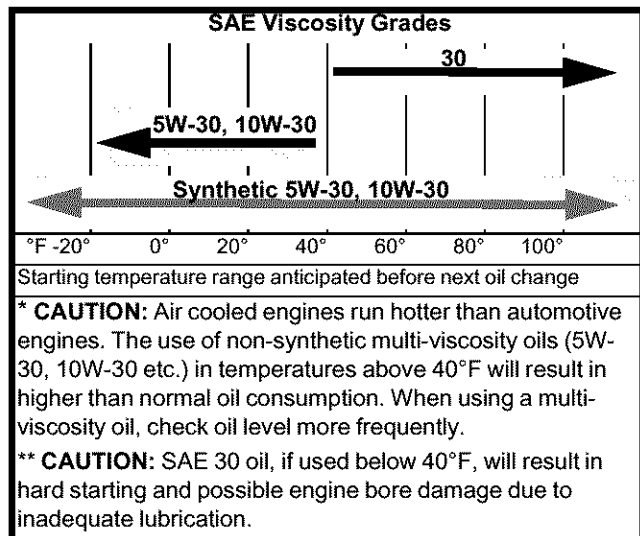 SAE Viscosity Grades
30
5W-30, 10W-30
Synthetic 5W-30, 10W-30
°F -20° 0° 20° 40° 60° 80° 100°
Starting temperature range anticipated before next oil change
* CAUTION: Air cooled engines run hotter than automotive
engines. The use of non-synthetic multi-viscosity oils (5W-
30, 10W-30 etc.) in temperatures above 40°F will result in
higher than normal oil consumption. When using a multi-
viscosity oil, check oil level more frequently.
** CAUTION: SAE 30 oil, if used below 40°F, will result in
hard starting and possible engine bore damage due to
inadequate lubrication.